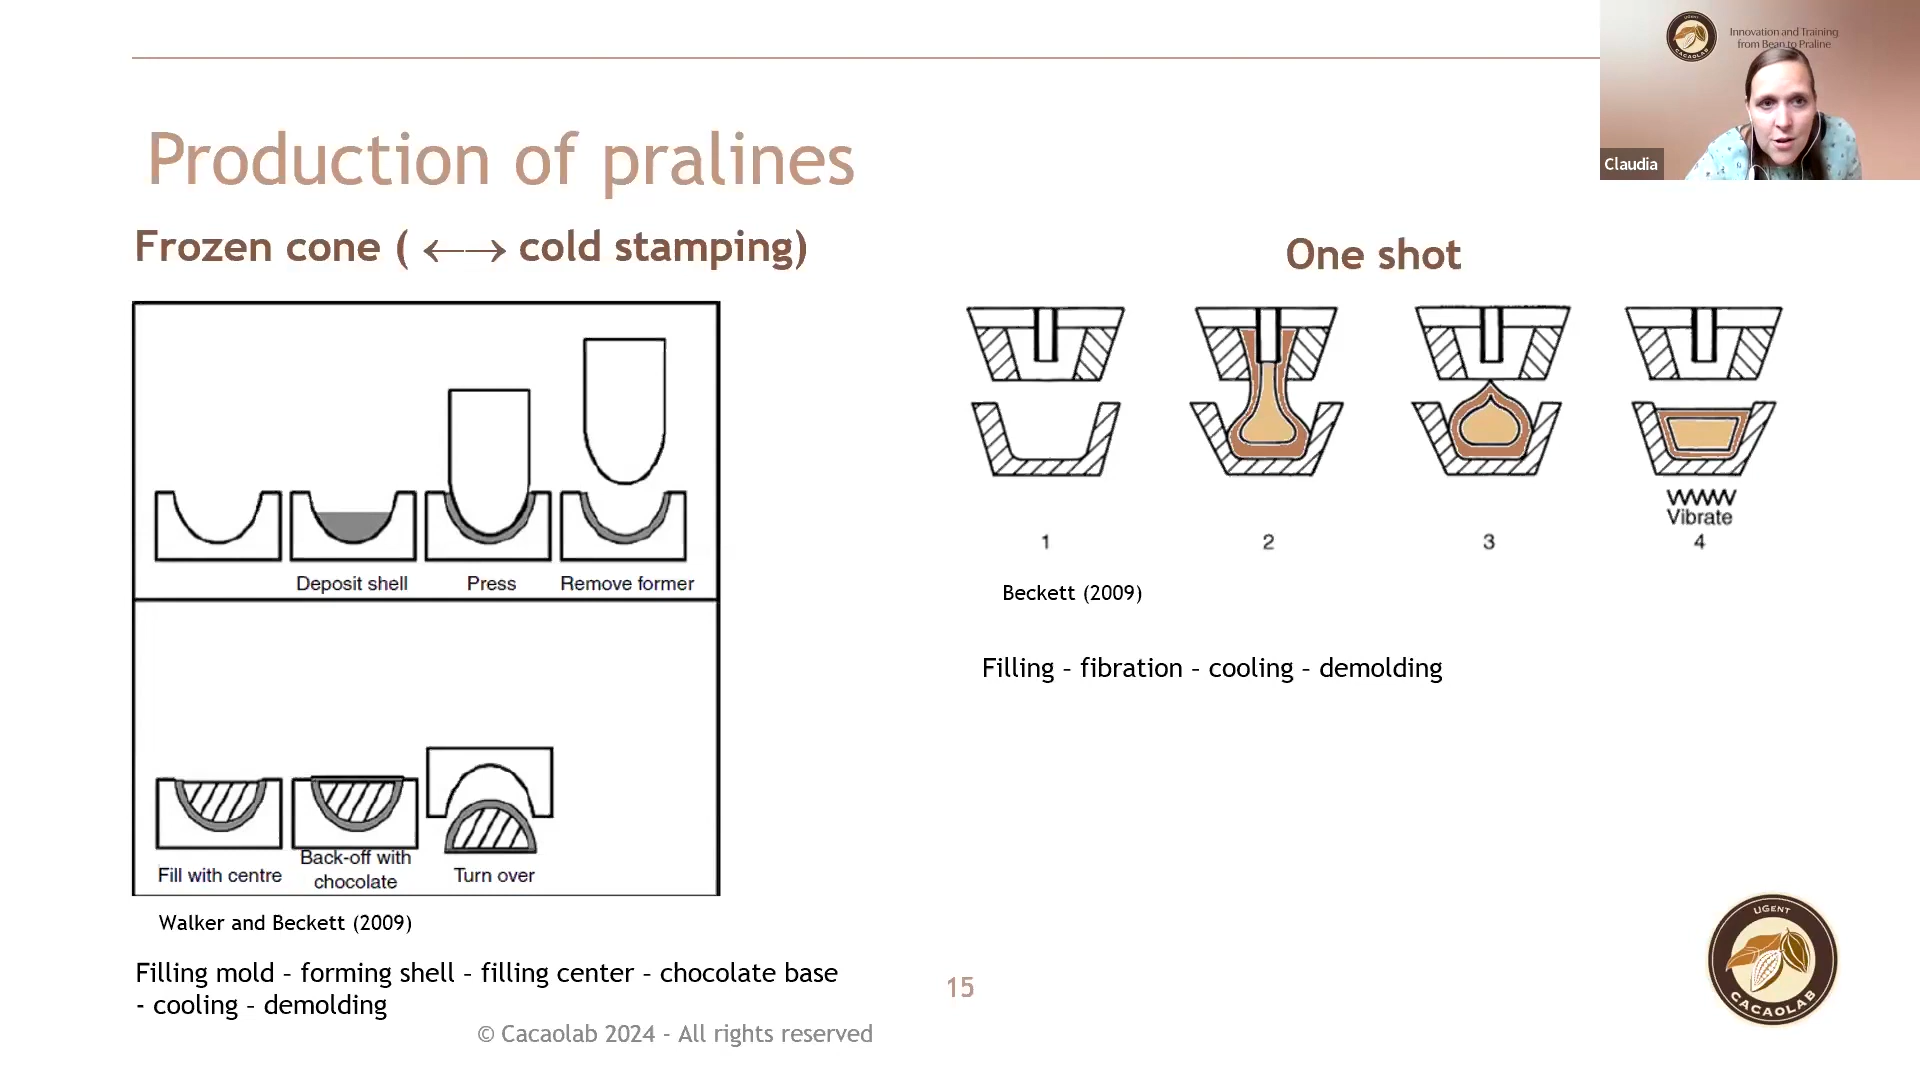 Innovation and Training
from Bean to Praline
UGENT
CACAOLAB
Claudia
Production of pralines
Frozen cone ( ←→ cold stamping)
Deposit shell
Press
Remove former
Fill with centre
Back-off with
chocolate
Turn over
Walker and Beckett (2009)
Filling mold – forming shell – filling center – chocolate base
- cooling – demolding
One shot
Vibrate
1
2
3
4
Beckett (2009)
Filling – fibration – cooling – demolding
15
© Cacaolab 2024 - All rights reserved
UGENT
CACAOLAB